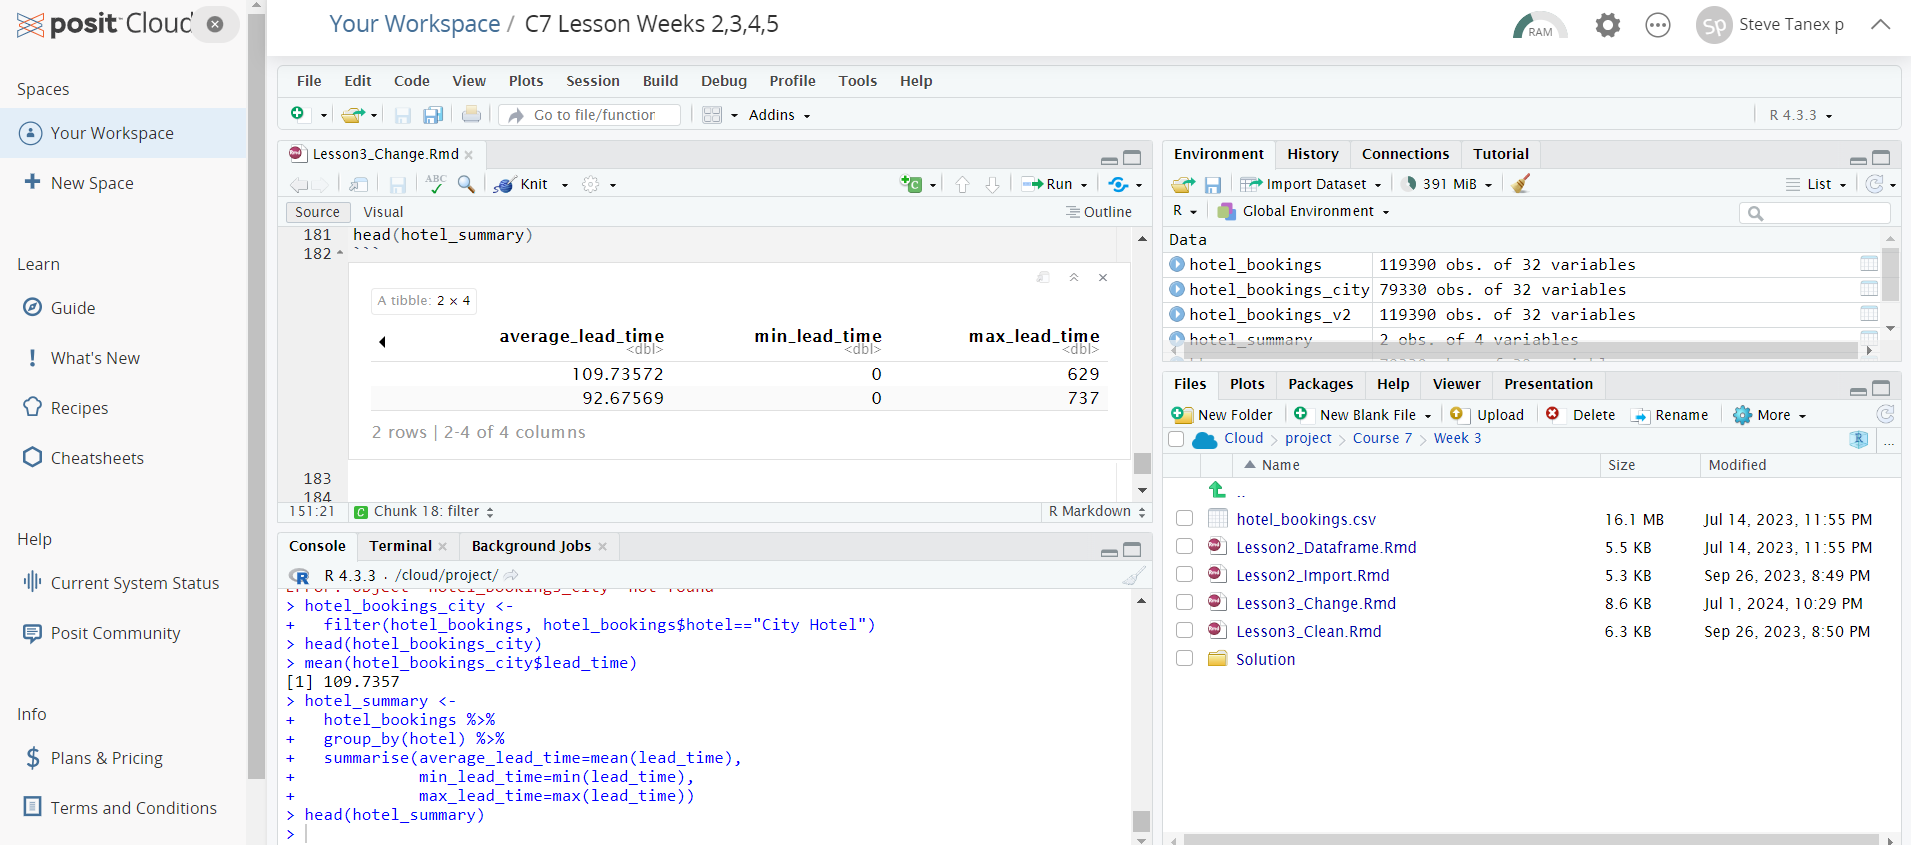 posit Cloud
Your Workspace / C7 Lesson Weeks 2,3,4,5
RAM
Sp
Steve Tanex p
Spaces
Your Workspace
New Space
Learn
Guide
What's New
Recipes
Cheatsheets
Help
Current System Status
Posit Community
Info
Plans & Pricing
Terms and Conditions
File Edit Code View Plots Session Build Debug Profile Tools Help
Go to file/function
Addins
R 4.3.3
Lesson3_Change.Rmd
ABC
Knit
Run
Source Visual
Outline
181 head(hotel_summary)
182 ```
A tibble: 2 × 4
average_lead_time min_lead_time max_lead_time
<dbl> <dbl> <dbl>
109.73572 0 629
92.67569 0 737
2 rows | 2-4 of 4 columns
183
184
151:21 C Chunk 18: filter
R Markdown
Console Terminal Background Jobs
R 4.3.3 · /cloud/project/
Error: object 'hotel_bookings_city' not found
> hotel_bookings_city <-
+   filter(hotel_bookings, hotel_bookings$hotel=="City Hotel")
> head(hotel_bookings_city)
> mean(hotel_bookings_city$lead_time)
[1] 109.7357
> hotel_summary <-
+   hotel_bookings %>%
+   group_by(hotel) %>%
+   summarise(average_lead_time=mean(lead_time),
+             min_lead_time=min(lead_time),
+             max_lead_time=max(lead_time))
> head(hotel_summary)
>
Environment History Connections Tutorial
Import Dataset
391 MiB
List
R
Global Environment
Data
hotel_bookings 119390 obs. of 32 variables
hotel_bookings_city 79330 obs. of 32 variables
hotel_bookings_v2 119390 obs. of 32 variables
hotel_summary 2 obs. of 4 variables
Files Plots Packages Help Viewer Presentation
New Folder New Blank File Upload Delete Rename More
Cloud > project > Course 7 > Week 3
...
Name Size Modified
..
hotel_bookings.csv 16.1 MB Jul 14, 2023, 11:55 PM
Lesson2_Dataframe.Rmd 5.5 KB Jul 14, 2023, 11:55 PM
Lesson2_Import.Rmd 5.3 KB Sep 26, 2023, 8:49 PM
Lesson3_Change.Rmd 8.6 KB Jul 1, 2024, 10:29 PM
Lesson3_Clean.Rmd 6.3 KB Sep 26, 2023, 8:50 PM
Solution